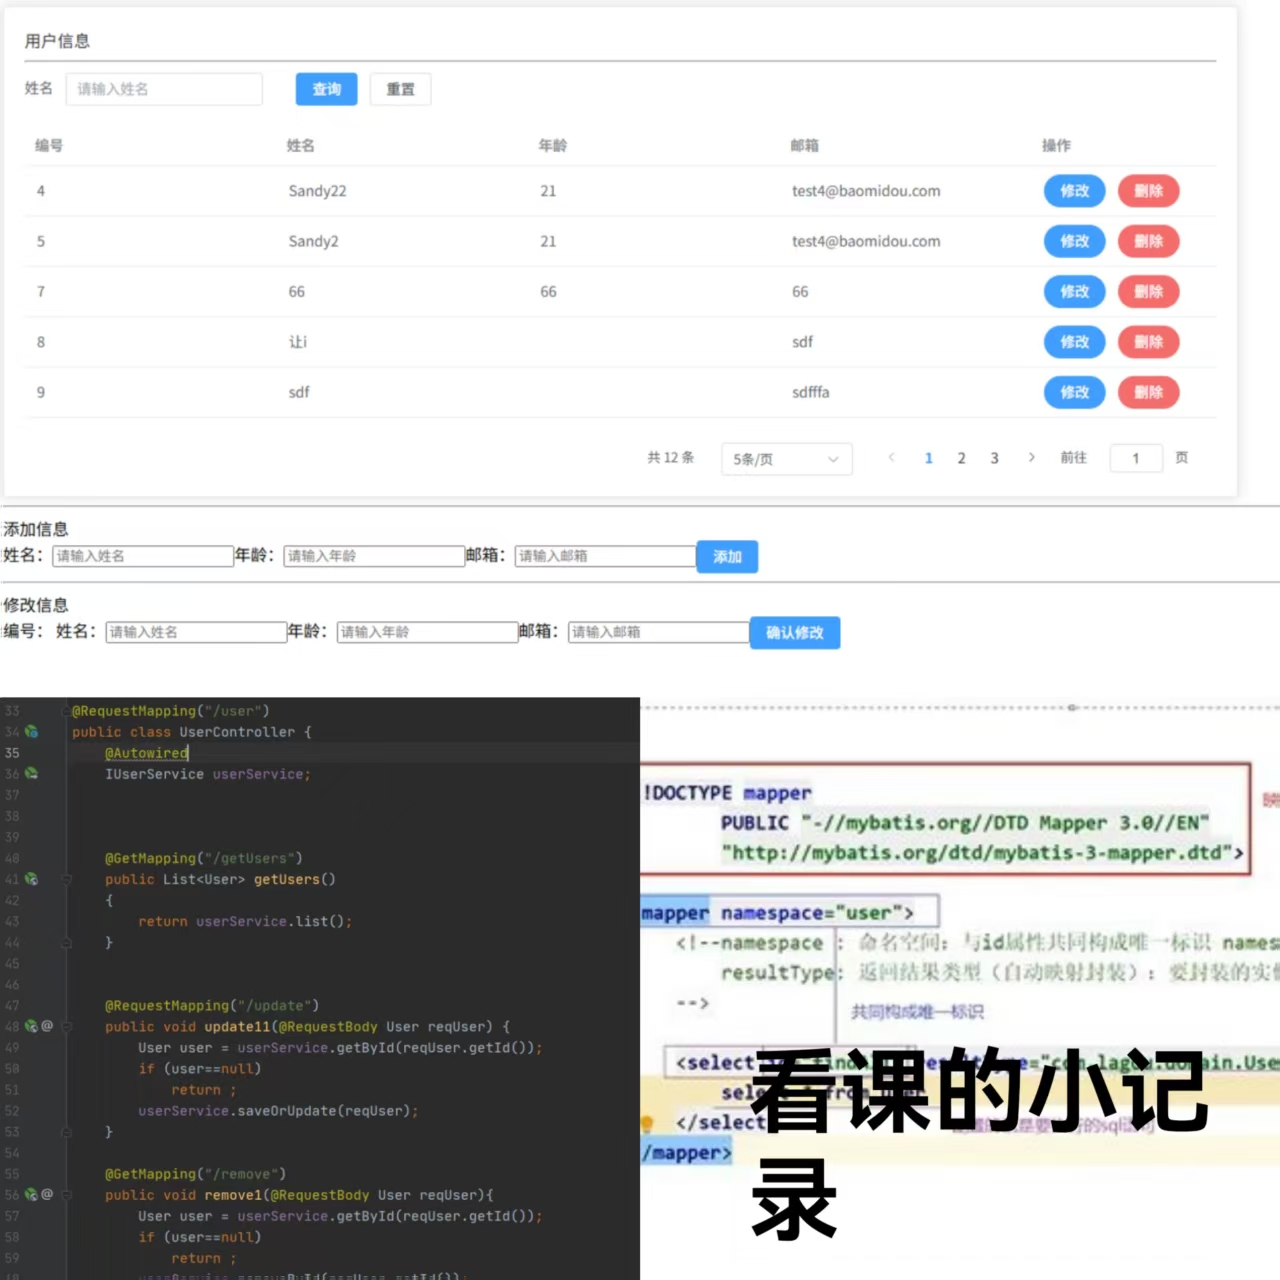 用户信息
姓名 请输入姓名 查询 重置
编号 姓名 年龄 邮箱 操作
4 Sandy22 21 test4@baomidou.com 修改 删除
5 Sandy2 21 test4@baomidou.com 修改 删除
7 66 66 66 修改 删除
8 让i sdf 修改 删除
9 sdf sdfffa 修改 删除
共 12 条 5条/页 1 2 3 前往 1 页
添加信息
姓名： 请输入姓名 年龄： 请输入年龄 邮箱： 请输入邮箱 添加
修改信息
编号： 姓名： 请输入姓名 年龄： 请输入年龄 邮箱： 请输入邮箱 确认修改
33 @RequestMapping("/user")
34 public class UserController {
35 @Autowired
36 IUserService userService;
37
38
39
40 @GetMapping("/getUsers")
41 public List<User> getUsers()
42 {
43 return userService.list();
44 }
45
46
47 @RequestMapping("/update")
48 @ public void update11(@RequestBody User reqUser) {
49 User user = userService.getById(reqUser.getId());
50 if (user==null)
51 return ;
52 userService.saveOrUpdate(reqUser);
53 }
54
55 @GetMapping("/remove")
56 @ public void remove1(@RequestBody User reqUser){
57 User user = userService.getById(reqUser.getId());
58 if (user==null)
59 return ;
!DOCTYPE mapper
PUBLIC "-//mybatis.org//DTD Mapper 3.0//EN"
"http://mybatis.org/dtd/mybatis-3-mapper.dtd">
mapper namespace="user">
<!--namespace : 命名空间：与id属性共同构成唯一标识 names
resultType: 返回结果类型（自动映射封装）：要封装的实
-->
共同构成唯一标识
<select
from
</select
/mapper>
看课的小记
录